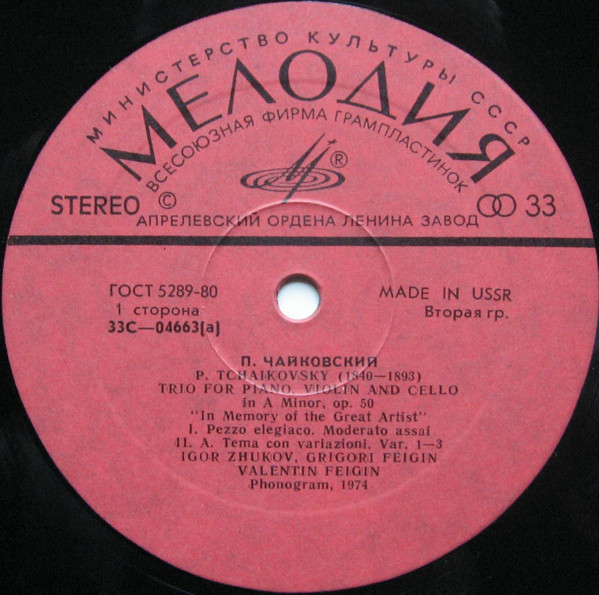 МИНИСТЕРСТВО КУЛЬТУРЫ СССР
МЕЛОДИЯ
ВСЕСОЮЗНАЯ ФИРМА ГРАМПЛАСТИНОК
®
STEREO ©
33
АПРЕЛЕВСКИЙ ОРДЕНА ЛЕНИНА ЗАВОД
ГОСТ 5289-80
MADE IN USSR
1 сторона
Вторая гр.
33С—04663(а)
П. ЧАЙКОВСКИЙ
P. TCHAIKOVSKY (1840—1893)
TRIO FOR PIANO, VIOLIN AND CELLO
in A Minor, op. 50
"In Memory of the Great Artist"
I. Pezzo elegiaco. Moderato assai
II. A. Tema con variazioni. Var. 1—3
IGOR ZHUKOV, GRIGORI FEIGIN
VALENTIN FEIGIN
Phonogram, 1974